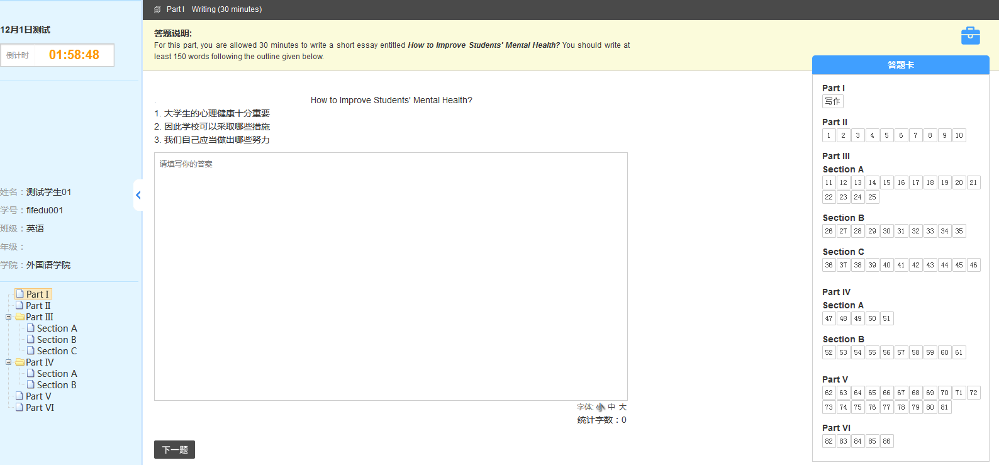 12月1日测试
倒计时 01:58:48
姓名：测试学生01
学号：fifedu001
班级：英语
年级：
学院：外国语学院
Part I
Part II
Part III
Section A
Section B
Section C
Part IV
Section A
Section B
Part V
Part VI
Part I Writing (30 minutes)
答题说明:
For this part, you are allowed 30 minutes to write a short essay entitled How to Improve Students' Mental Health? You should write at
least 150 words following the outline given below.
How to Improve Students' Mental Health?
1. 大学生的心理健康十分重要
2. 因此学校可以采取哪些措施
3. 我们自己应当做出哪些努力
请填写你的答案
字体: 小 中 大
统计字数：0
下一题
答题卡
Part I
写作
Part II
1 2 3 4 5 6 7 8 9 10
Part III
Section A
11 12 13 14 15 16 17 18 19 20 21
22 23 24 25
Section B
26 27 28 29 30 31 32 33 34 35
Section C
36 37 38 39 40 41 42 43 44 45 46
Part IV
Section A
47 48 49 50 51
Section B
52 53 54 55 56 57 58 59 60 61
Part V
62 63 64 65 66 67 68 69 70 71 72
73 74 75 76 77 78 79 80 81
Part VI
82 83 84 85 86